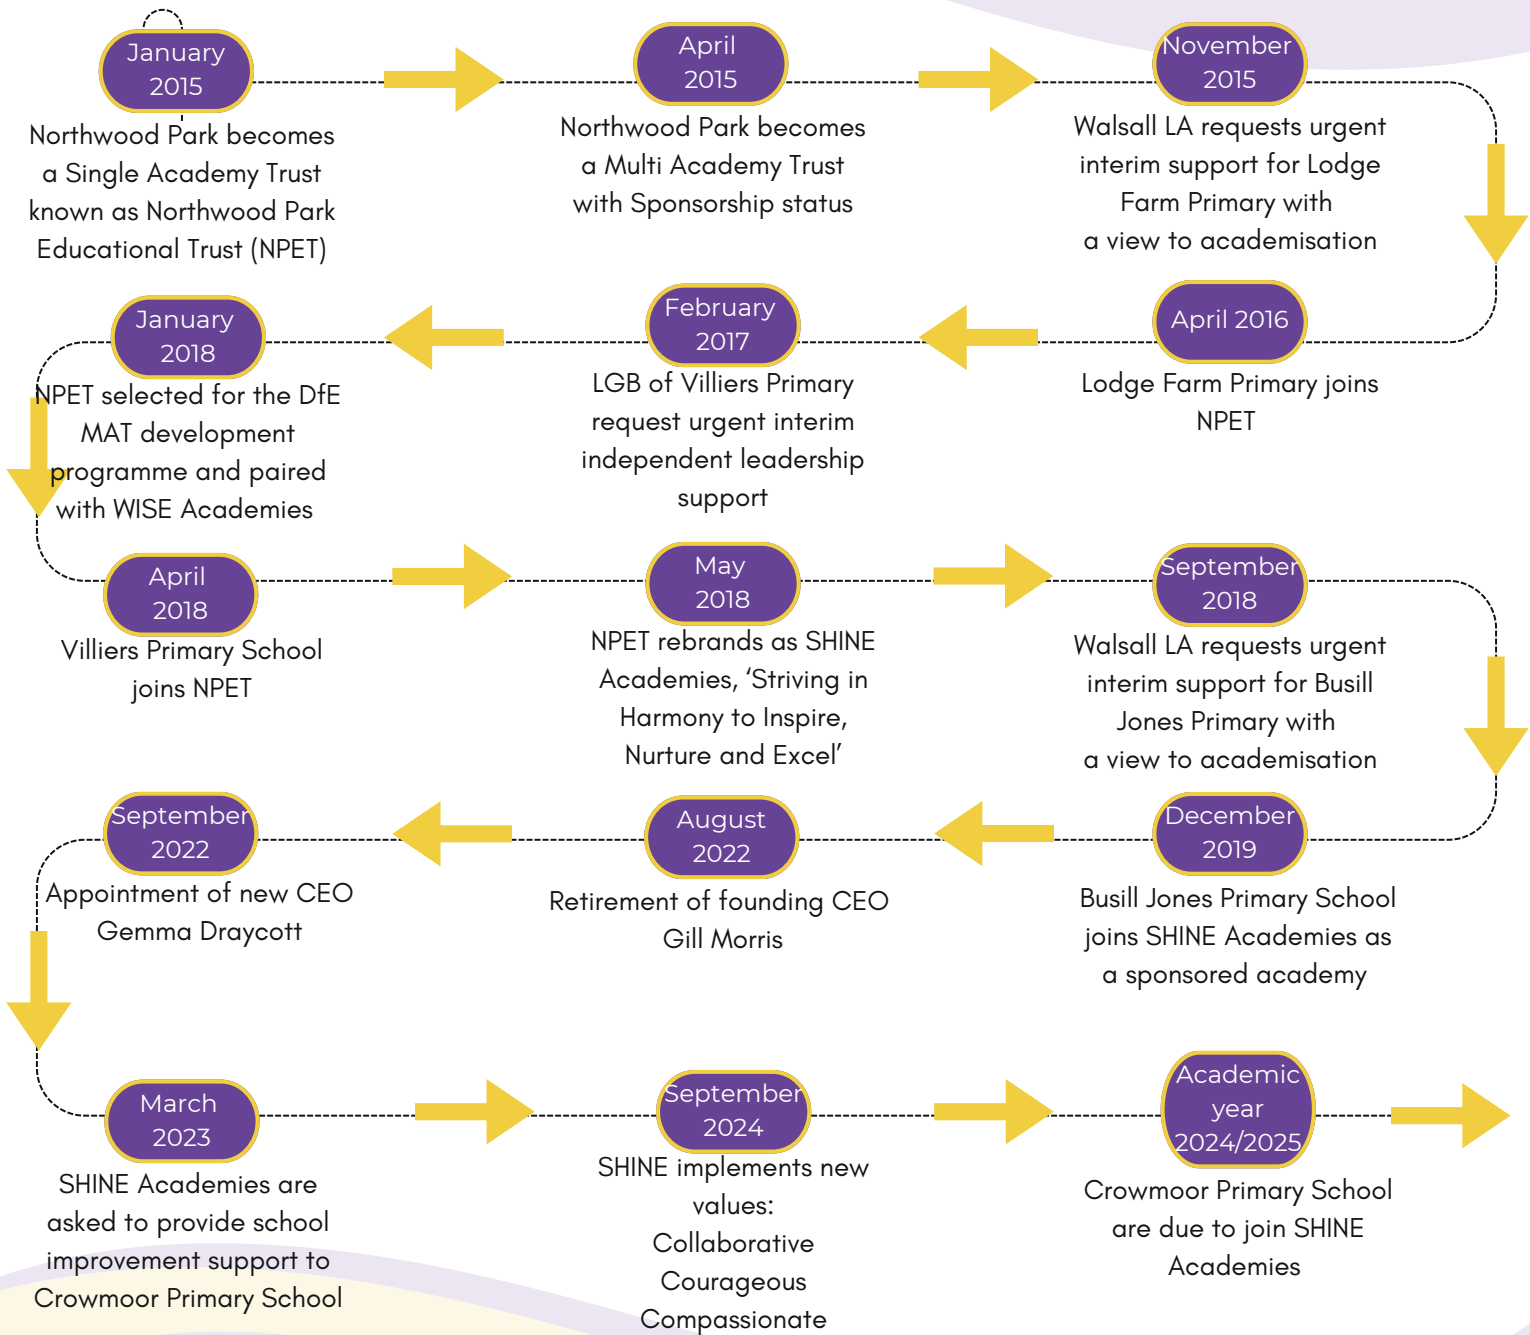 January
2015
Northwood Park becomes
a Single Academy Trust
known as Northwood Park
Educational Trust (NPET)
April
2015
Northwood Park becomes
a Multi Academy Trust
with Sponsorship status
November
2015
Walsall LA requests urgent
interim support for Lodge
Farm Primary with
a view to academisation
April 2016
Lodge Farm Primary joins
NPET
February
2017
LGB of Villiers Primary
request urgent interim
independent leadership
support
January
2018
NPET selected for the DfE
MAT development
programme and paired
with WISE Academies
April
2018
Villiers Primary School
joins NPET
May
2018
NPET rebrands as SHINE
Academies, ‘Striving in
Harmony to Inspire,
Nurture and Excel’
September
2018
Walsall LA requests urgent
interim support for Busill
Jones Primary with
a view to academisation
December
2019
Busill Jones Primary School
joins SHINE Academies as
a sponsored academy
August
2022
Retirement of founding CEO
Gill Morris
September
2022
Appointment of new CEO
Gemma Draycott
March
2023
SHINE Academies are
asked to provide school
improvement support to
Crowmoor Primary School
September
2024
SHINE implements new
values:
Collaborative
Courageous
Compassionate
Academic
year
2024/2025
Crowmoor Primary School
are due to join SHINE
Academies